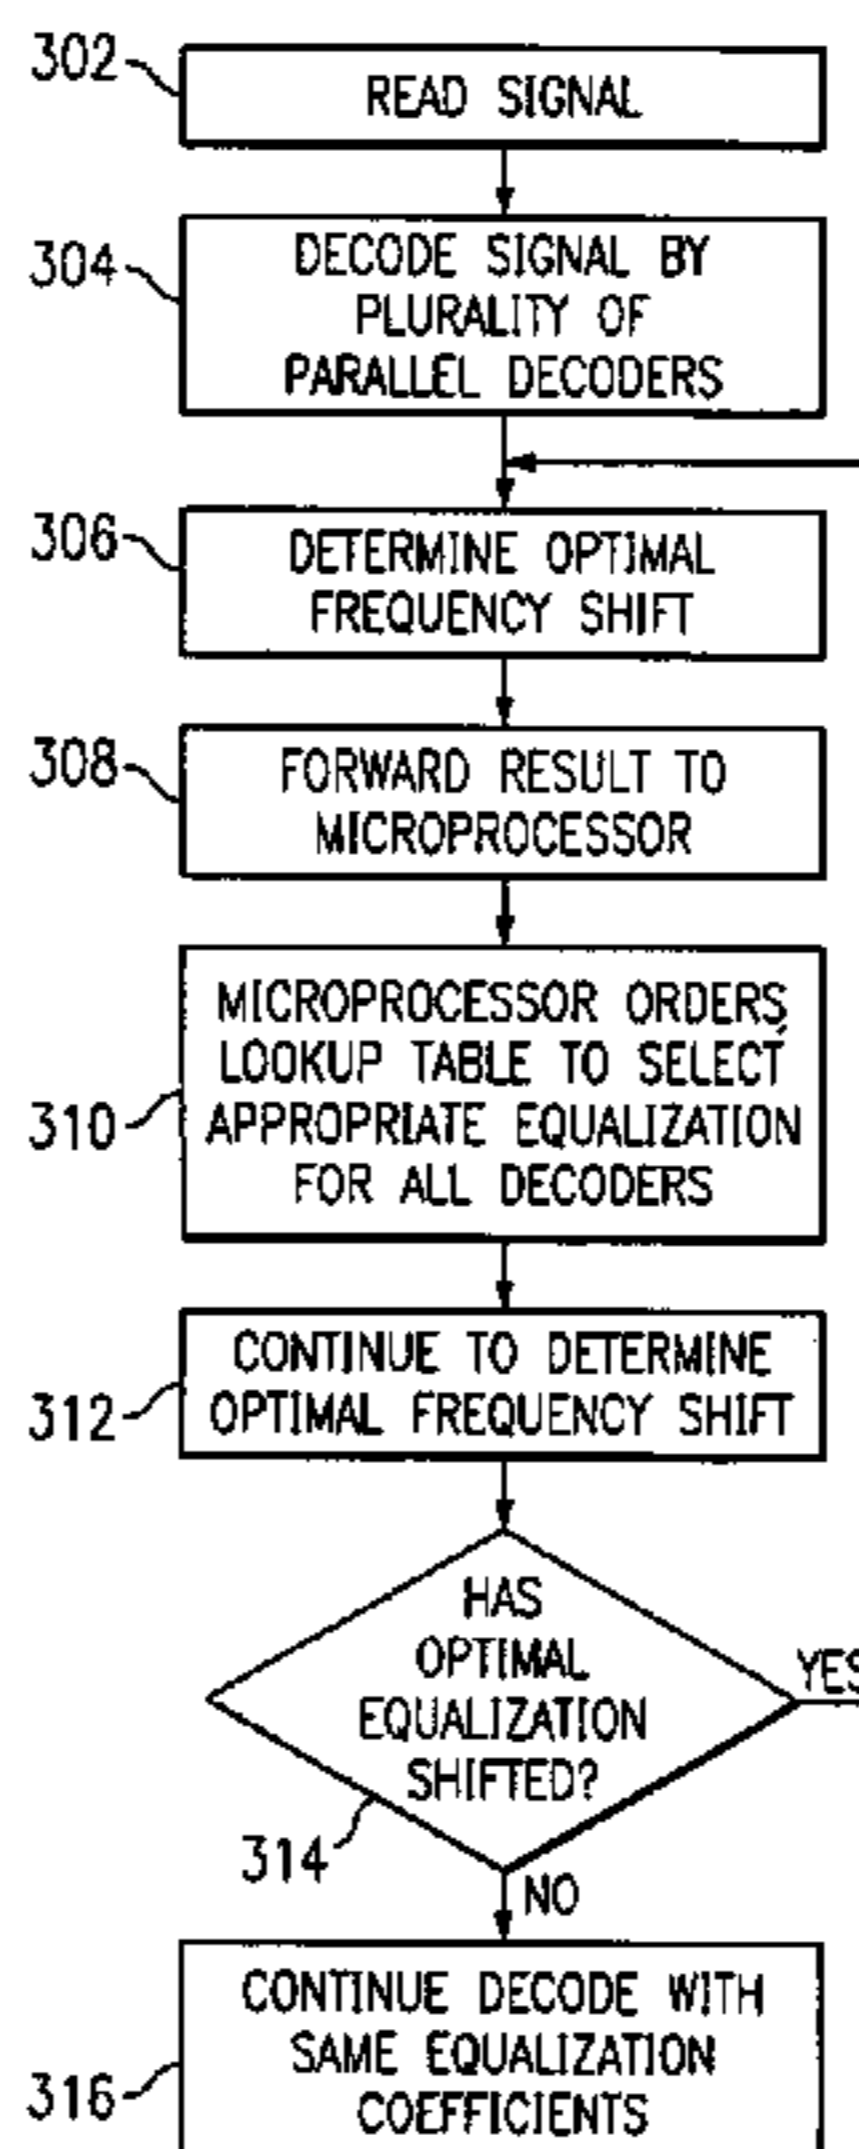 302
READ SIGNAL
304
DECODE SIGNAL BY
PLURALITY OF
PARALLEL DECODERS
306
DETERMINE OPTIMAL
FREQUENCY SHIFT
308
FORWARD RESULT TO
MICROPROCESSOR
310
MICROPROCESSOR ORDERS
LOOKUP TABLE TO SELECT
APPROPRIATE EQUALIZATION
FOR ALL DECODERS
312
CONTINUE TO DETERMINE
OPTIMAL FREQUENCY SHIFT
HAS
OPTIMAL
EQUALIZATION
SHIFTED?
YES
314
NO
316
CONTINUE DECODE WITH
SAME EQUALIZATION
COEFFICIENTS